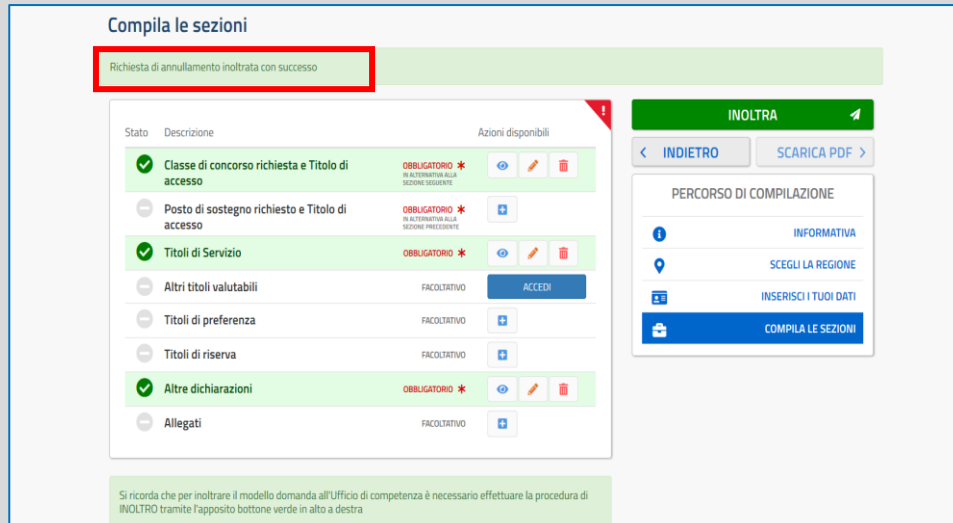 Compila le sezioni
Richiesta di annullamento inoltrata con successo
Stato Descrizione Azioni disponibili
Classe di concorso richiesta e Titolo di
accesso
OBBLIGATORIO *
IN ALTERNATIVA ALLA
SEZIONE SEGUENTE
Posto di sostegno richiesto e Titolo di
accesso
OBBLIGATORIO *
IN ALTERNATIVA ALLA
SEZIONE PRECEDENTE
Titoli di Servizio OBBLIGATORIO *
Altri titoli valutabili FACOLTATIVO ACCEDI
Titoli di preferenza FACOLTATIVO
Titoli di riserva FACOLTATIVO
Altre dichiarazioni OBBLIGATORIO *
Allegati FACOLTATIVO
Si ricorda che per inoltrare il modello domanda all'Ufficio di competenza è necessario effettuare la procedura di
INOLTRO tramite l'apposito bottone verde in alto a destra
INOLTRA
< INDIETRO SCARICA PDF >
PERCORSO DI COMPILAZIONE
INFORMATIVA
SCEGLI LA REGIONE
INSERISCI I TUOI DATI
COMPILA LE SEZIONI